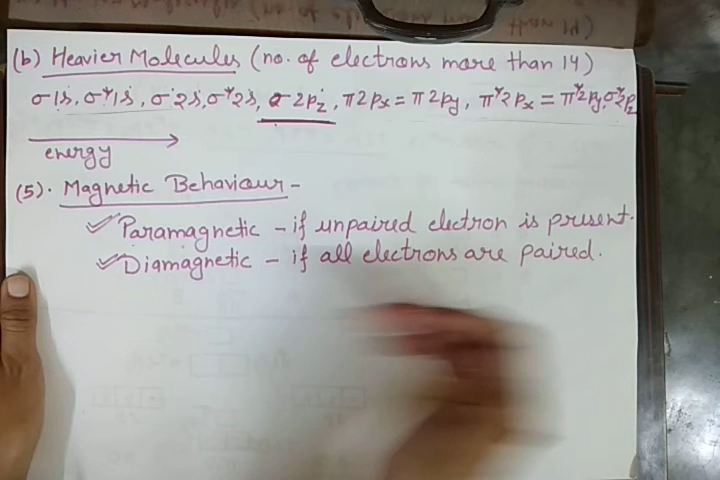 (b) Heavier Molecules (no. of electrons more than 14)
σ1s, σ*1s, σ2s, σ*2s, σ2pz, π2px = π2py, π*2px = π*2py, σ*2pz
energy
(5). Magnetic Behaviour -
Paramagnetic - if unpaired electron is present.
Diamagnetic - if all electrons are paired.